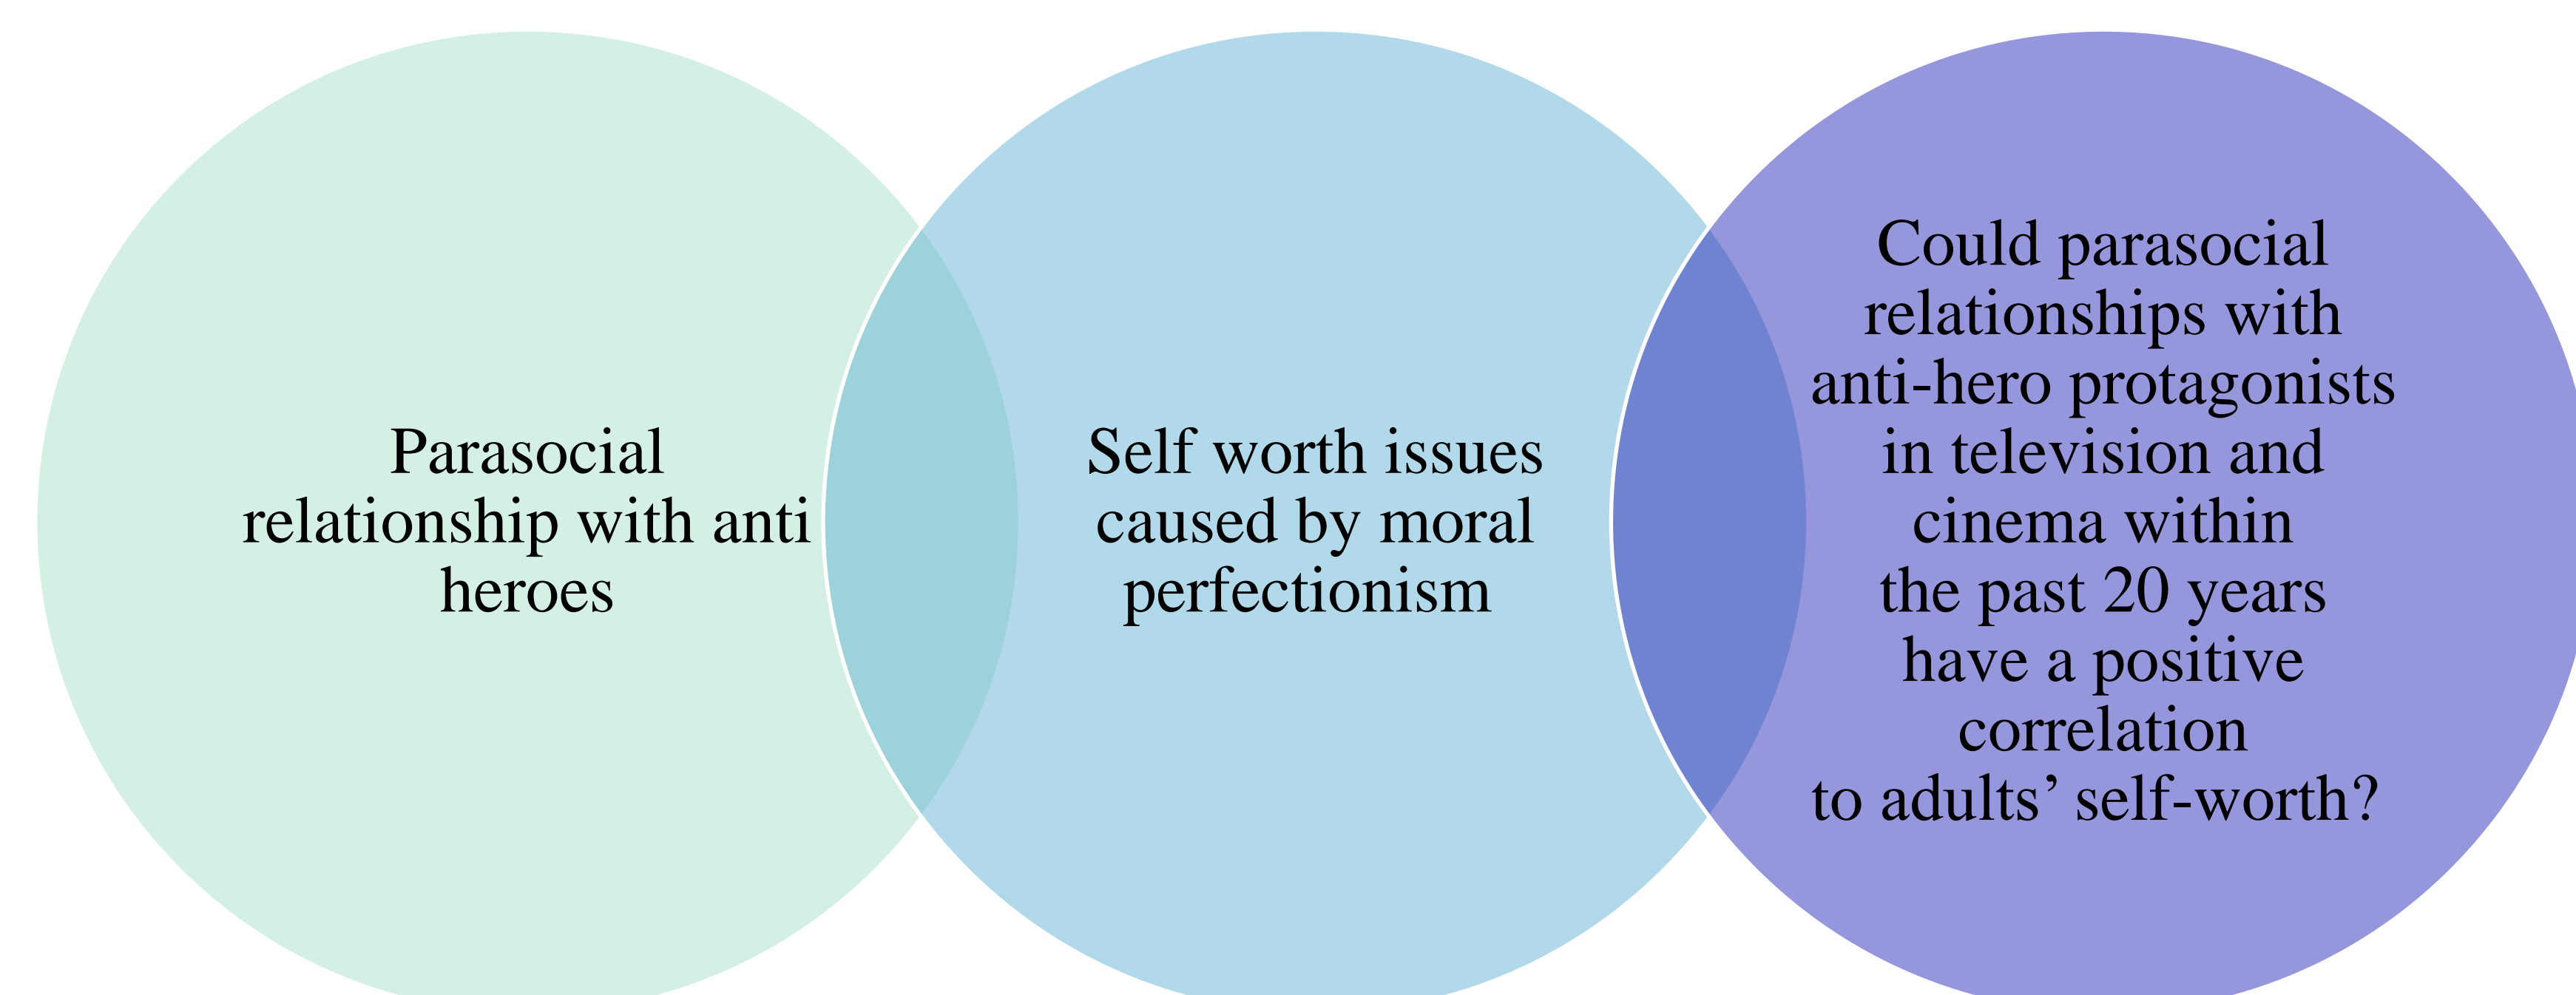 Parasocial
relationship with anti
heroes
Self worth issues
caused by moral
perfectionism
Could parasocial
relationships with
anti-hero protagonists
in television and
cinema within
the past 20 years
have a positive
correlation
to adults’ self-worth?